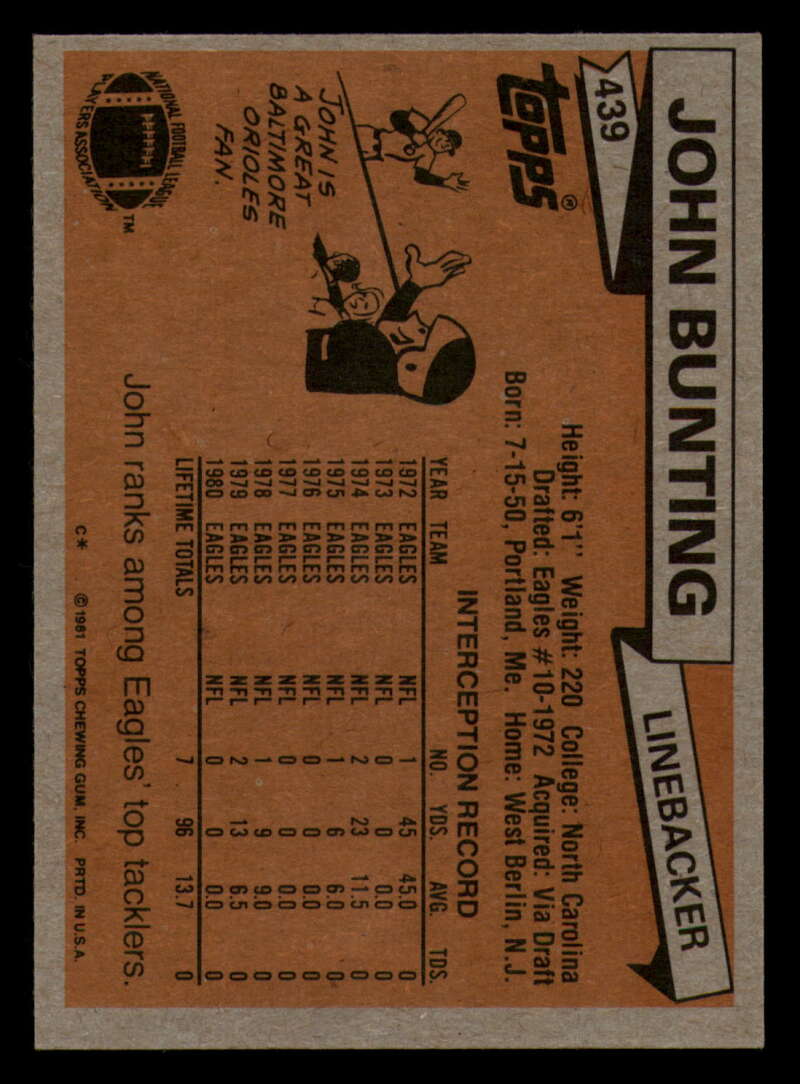 439
JOHN BUNTING
LINEBACKER
TOPPS®
Height: 6'1" Weight: 220 College: North Carolina
Drafted: Eagles #10-1972 Acquired: Via Draft
Born: 7-15-50, Portland, Me. Home: West Berlin, N.J.
JOHN IS
A GREAT
BALTIMORE
ORIOLES
FAN.
INTERCEPTION RECORD
YEAR TEAM NO. YDS. AVG. TDS.
1972 EAGLES NFL 1 45 45.0 0
1973 EAGLES NFL 0 0 0.0 0
1974 EAGLES NFL 2 23 11.5 0
1975 EAGLES NFL 1 6 6.0 0
1976 EAGLES NFL 0 0 0.0 0
1977 EAGLES NFL 0 0 0.0 0
1978 EAGLES NFL 1 9 9.0 0
1979 EAGLES NFL 2 13 6.5 0
1980 EAGLES NFL 0 0 0.0 0
LIFETIME TOTALS 7 96 13.7 0
John ranks among Eagles' top tacklers.
NATIONAL FOOTBALL LEAGUE
PLAYERS ASSOCIATION
TM
C* ©1981 TOPPS CHEWING GUM, INC. PRTD. IN U.S.A.